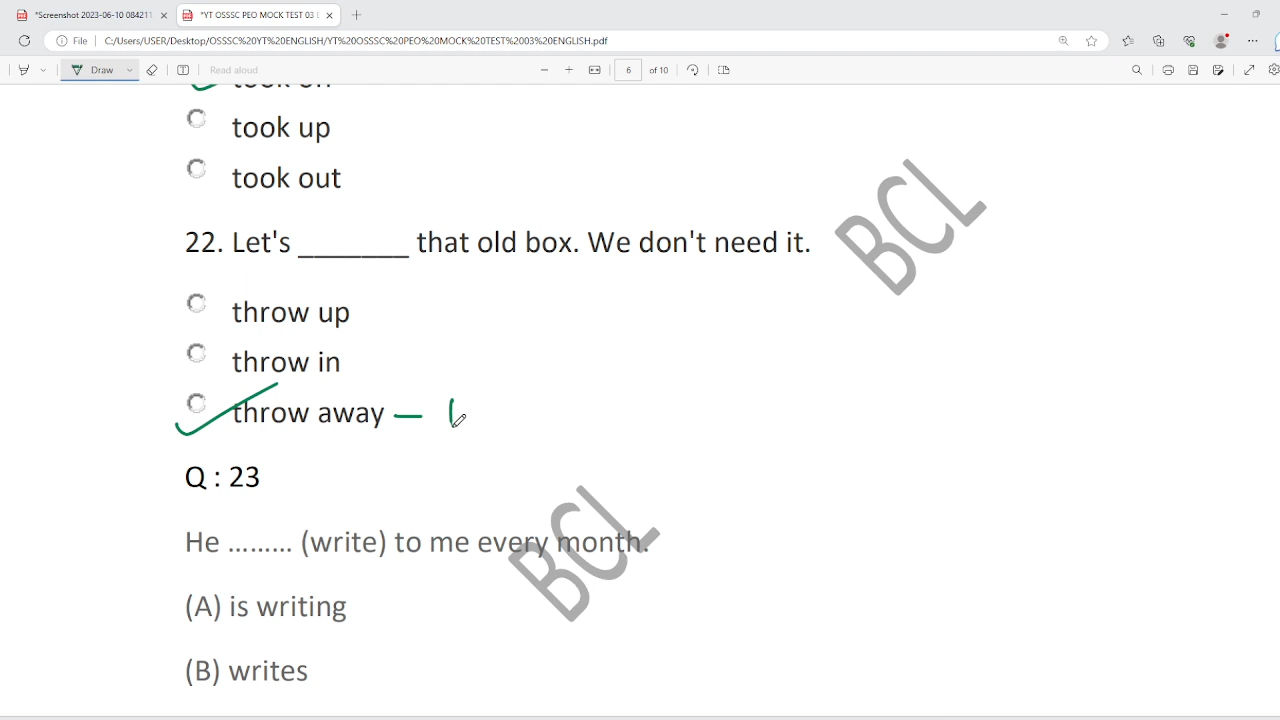 *Screenshot 2023-06-10 084211
*YT OSSSC PEO MOCK TEST 03
File
C:/Users/USER/Desktop/OSSSC%20YT%20ENGLISH/YT%20OSSSC%20PEO%20MOCK%20TEST%2003%20ENGLISH.pdf
Draw
Read aloud
6 of 10
took up
took out
22. Let's _______ that old box. We don't need it.
throw up
throw in
throw away –
Q : 23
He ......... (write) to me every month.
(A) is writing
(B) writes
BCL
BCL